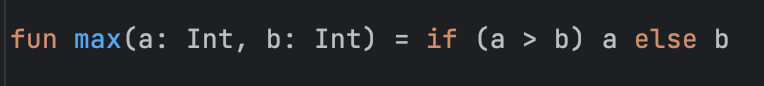 fun max(a: Int, b: Int) = if (a > b) a else b